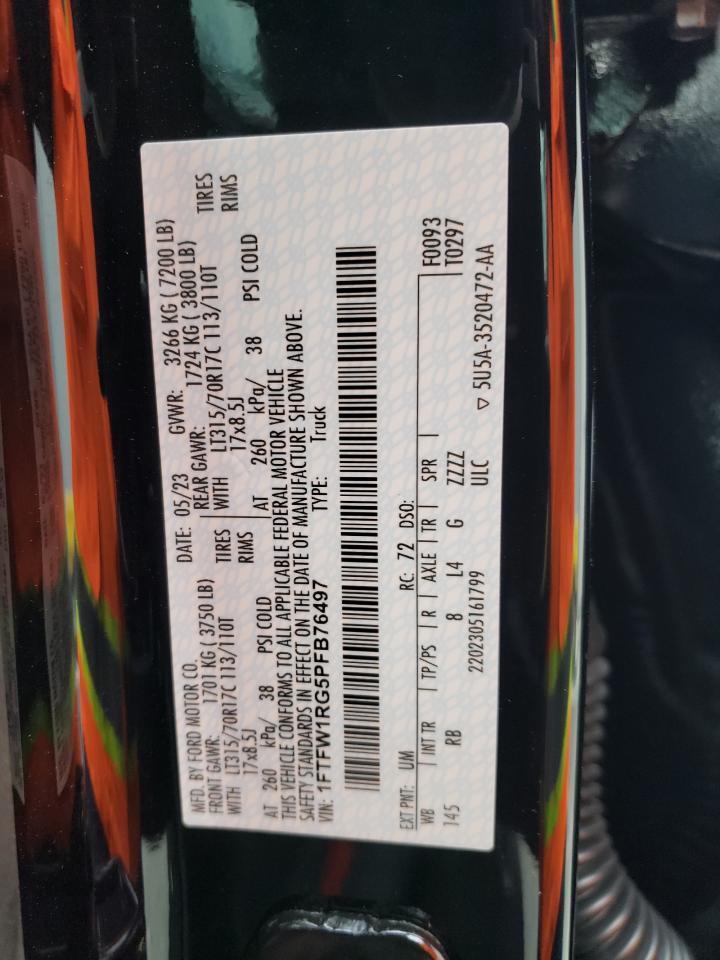 MFD. BY FORD MOTOR CO.
DATE: 05/23 GVWR: 3266 KG ( 7200 LB)
FRONT GAWR: 1701 KG ( 3750 LB) REAR GAWR: 1724 KG ( 3800 LB)
WITH LT315/70R17C 113/110T TIRES WITH LT315/70R17C 113/110T TIRES
17x8.5J RIMS 17x8.5J RIMS
AT 260 kPa/ 38 PSI COLD AT 260 kPa/ 38 PSI COLD
THIS VEHICLE CONFORMS TO ALL APPLICABLE FEDERAL MOTOR VEHICLE
SAFETY STANDARDS IN EFFECT ON THE DATE OF MANUFACTURE SHOWN ABOVE.
VIN: 1FTFW1RG5PFB76497 TYPE: Truck
EXT PNT: UM RC: 72 DSO: F0093
WB INT TR TP/PS R AXLE TR SPR T0297
145 RB 8 L4 G ZZZZ
2202305161799 ULC ▽ 5U5A-3520472-AA